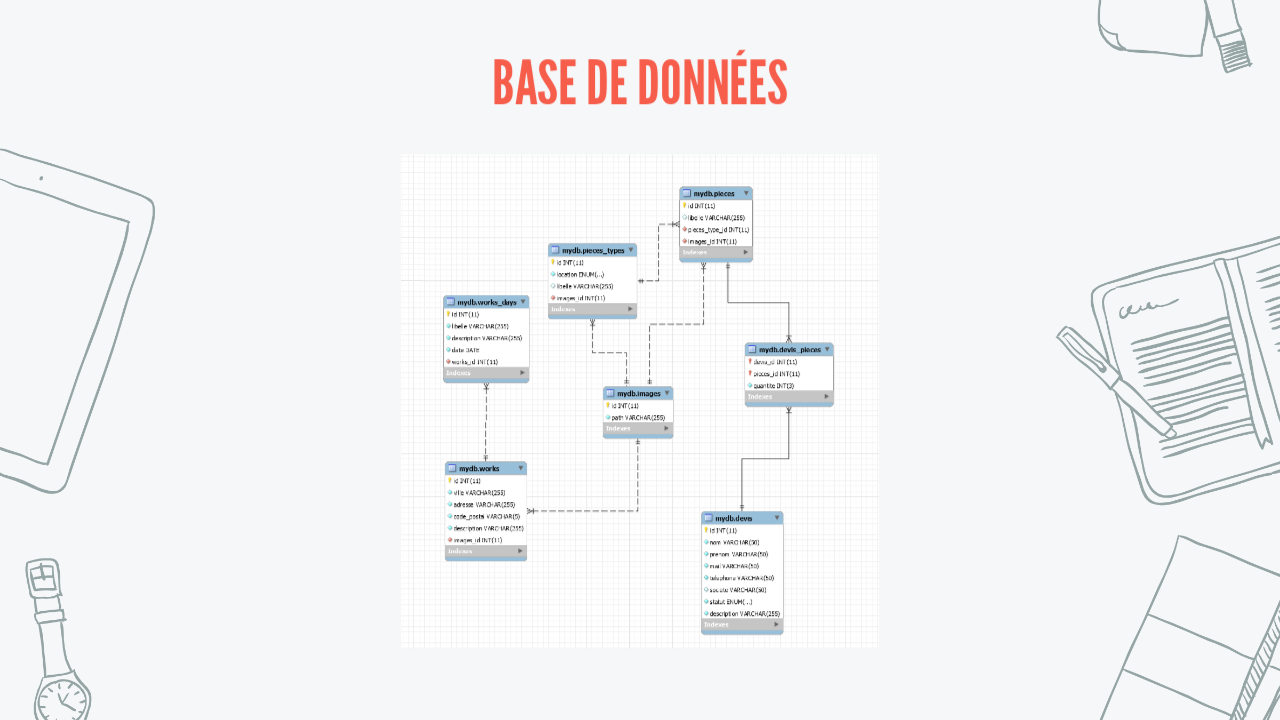 BASE DE DONNÉES
mydb.pieces
id INT(11)
libelle VARCHAR(255)
pieces_type_id INT(11)
images_id INT(11)
Indexes
mydb.pieces_types
id INT(11)
location ENUM(...)
libelle VARCHAR(255)
images_id INT(11)
Indexes
mydb.works_days
id INT(11)
libelle VARCHAR(255)
description VARCHAR(255)
date DATE
works_id INT(11)
Indexes
mydb.devis_pieces
devis_id INT(11)
pieces_id INT(11)
quantite INT(3)
Indexes
mydb.images
id INT(11)
path VARCHAR(255)
Indexes
mydb.works
id INT(11)
ville VARCHAR(255)
adresse VARCHAR(255)
code_postal VARCHAR(5)
description VARCHAR(255)
images_id INT(11)
Indexes
mydb.devis
id INT(11)
nom VARCHAR(50)
prenom VARCHAR(50)
mail VARCHAR(50)
telephone VARCHAR(50)
societe VARCHAR(50)
statut ENUM(...)
description VARCHAR(255)
Indexes